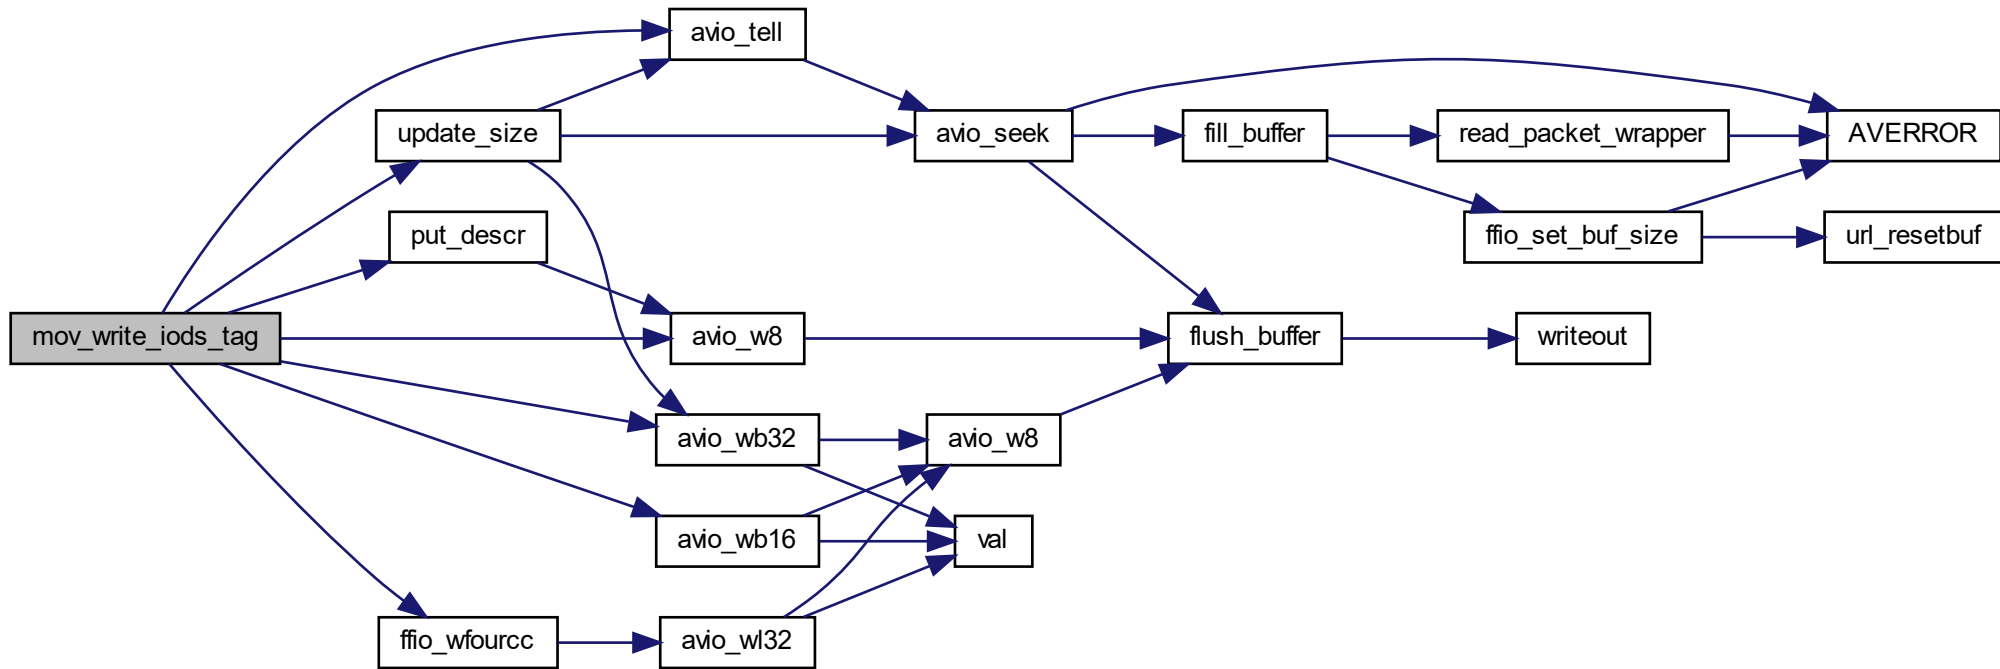 avio_tell
update_size
avio_seek
fill_buffer
read_packet_wrapper
AVERROR
put_descr
ffio_set_buf_size
url_resetbuf
mov_write_iods_tag
avio_w8
flush_buffer
writeout
avio_wb32
avio_w8
avio_wb16
val
ffio_wfourcc
avio_wl32